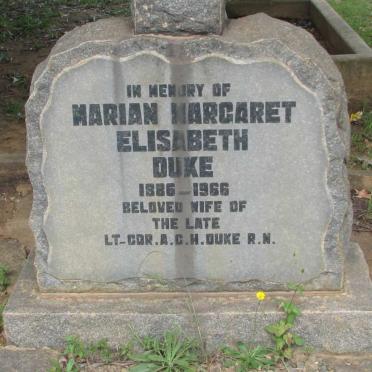 IN MEMORY OF
MARIAN MARGARET
ELISABETH
DUKE
1886-1966
BELOVED WIFE OF
THE LATE
LT-CDR.A.C.H.DUKE R.N.